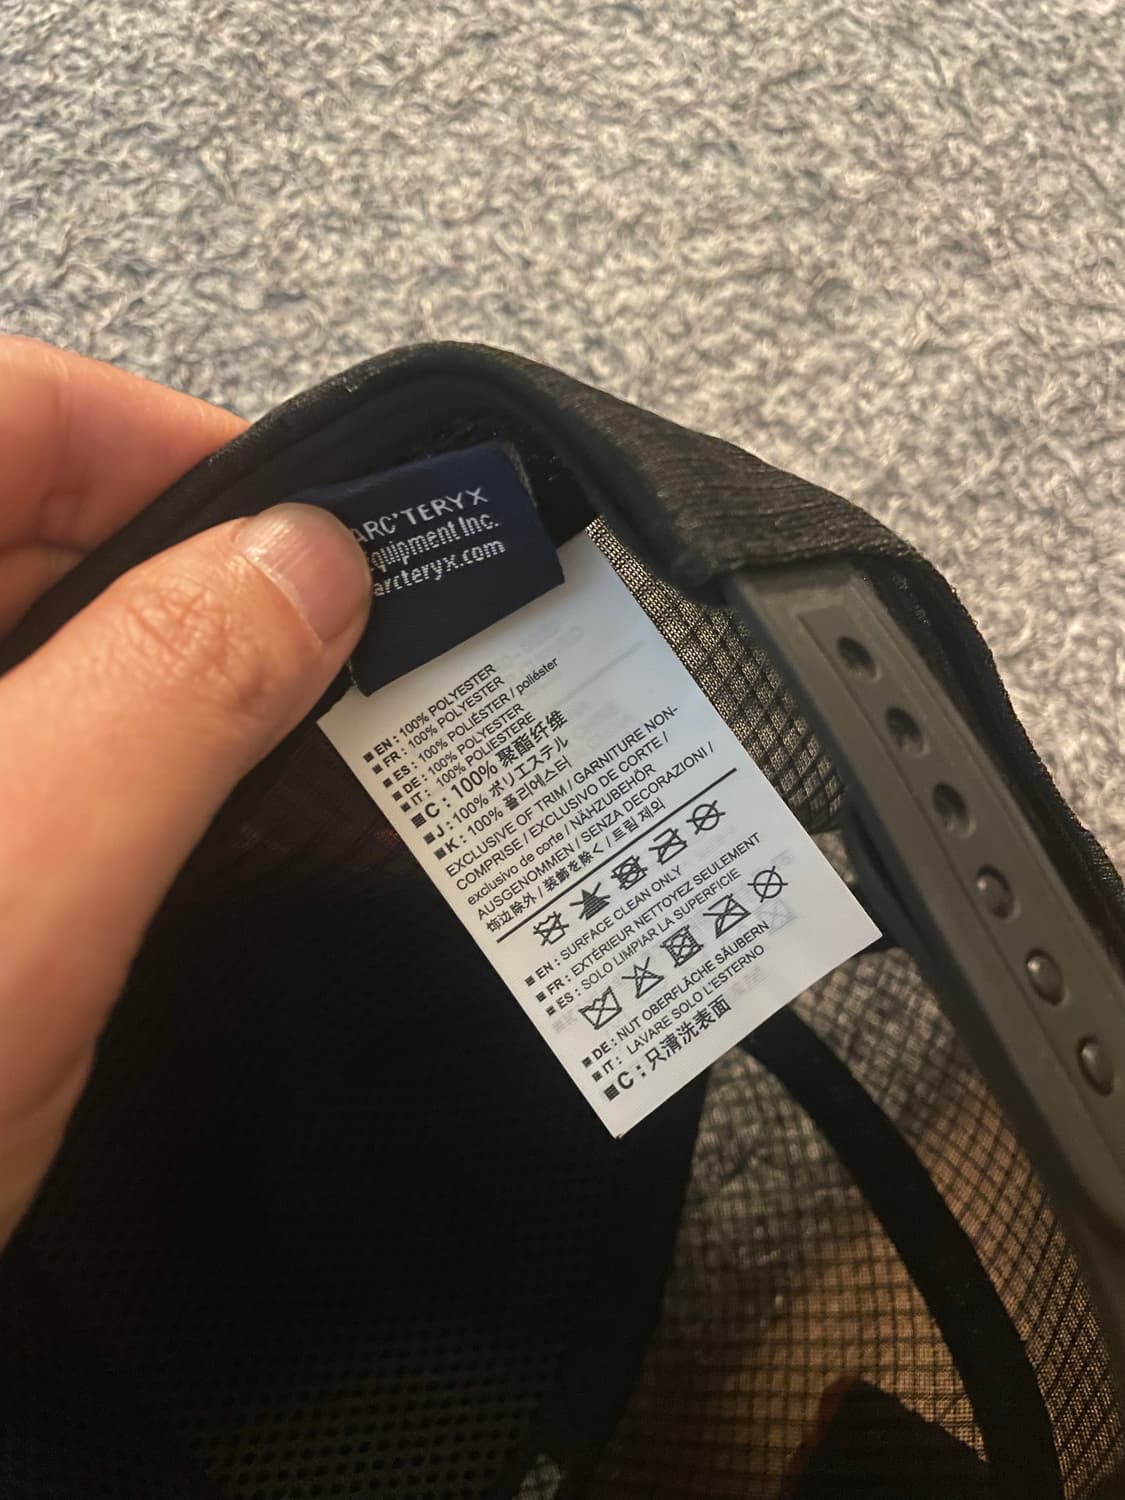 ARC'TERYX
Equipment Inc.
arcteryx.com
EN : 100% POLYESTER
FR : 100% POLYESTER
ES : 100% POLIÉSTER / poliéster
DE : 100% POLYESTER
IT : 100% POLIESTERE
C : 100% 聚酯纤维
J : 100% ポリエステル
K : 100% 폴리에스터
EXCLUSIVE OF TRIM / GARNITURE NON-
COMPRISE / EXCLUSIVO DE CORTE /
exclusivo de corte / NÄHZUBEHÖR
AUSGENOMMEN / SENZA DECORAZIONI /
饰边除外 / 装飾を除く / 트림 제외
EN : SURFACE CLEAN ONLY
FR : EXTÉRIEUR NETTOYEZ SEULEMENT
ES : SOLO LIMPIAR LA SUPERFICIE
DE : NUT OBERFLÄCHE SÄUBERN
IT : LAVARE SOLO L'ESTERNO
C : 只清洗表面